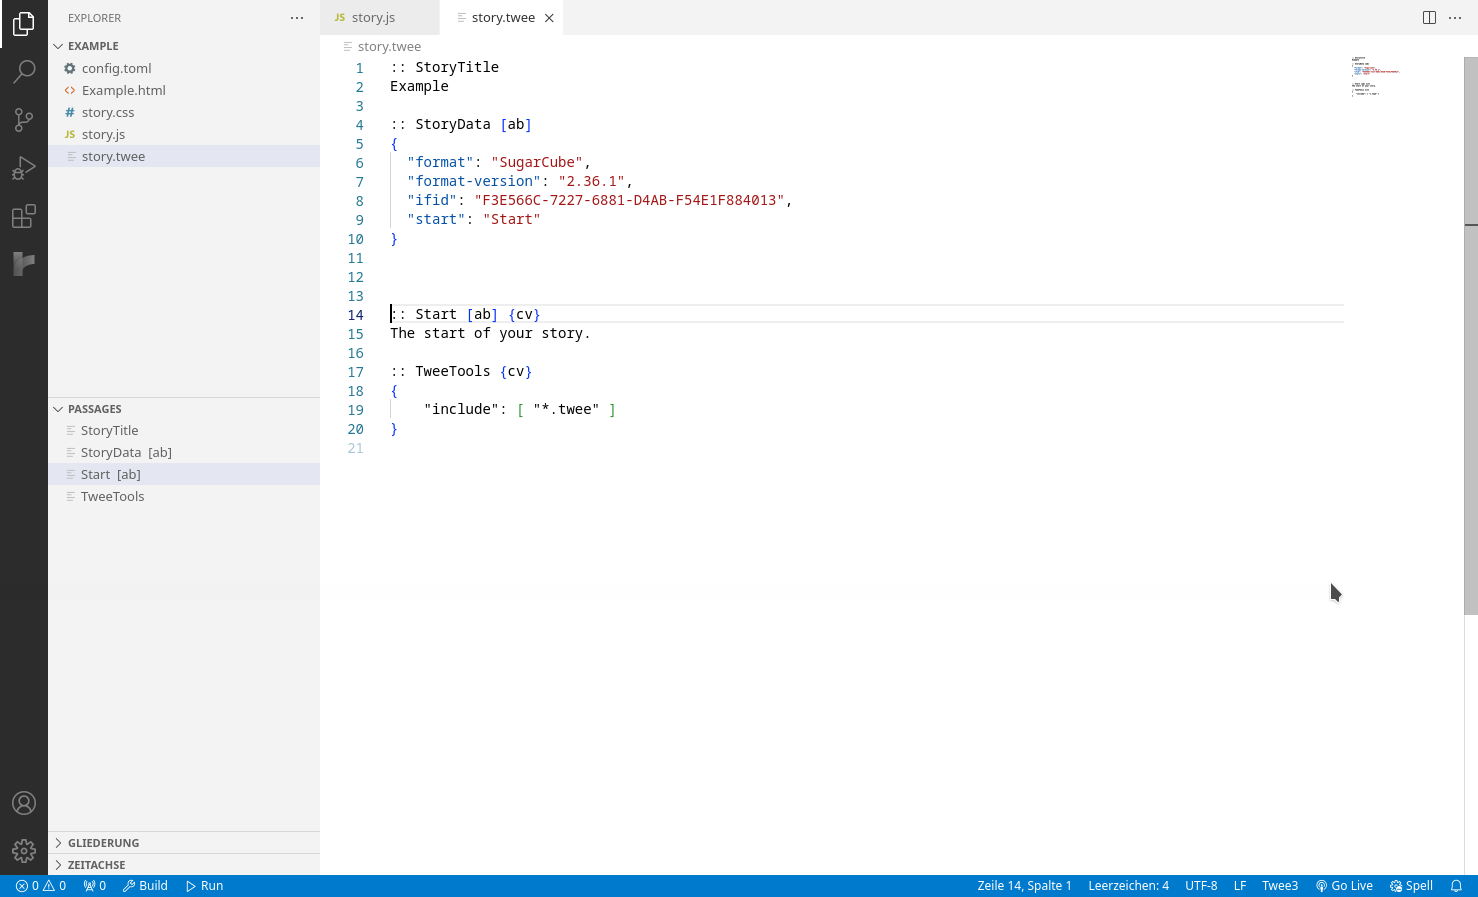 EXPLORER
EXAMPLE
config.toml
<> Example.html
# story.css
JS story.js
story.twee
PASSAGES
StoryTitle
StoryData [ab]
Start [ab]
TweeTools
GLIEDERUNG
ZEITACHSE
JS story.js
story.twee
story.twee
1 :: StoryTitle
2 Example
3
4 :: StoryData [ab]
5 {
6 "format": "SugarCube",
7 "format-version": "2.36.1",
8 "ifid": "F3E566C-7227-6881-D4AB-F54E1F884013",
9 "start": "Start"
10 }
11
12
13
14 :: Start [ab] {cv}
15 The start of your story.
16
17 :: TweeTools {cv}
18 {
19 "include": [ "*.twee" ]
20 }
21
0 0 0 Build Run Zeile 14, Spalte 1 Leerzeichen: 4 UTF-8 LF Twee3 Go Live Spell